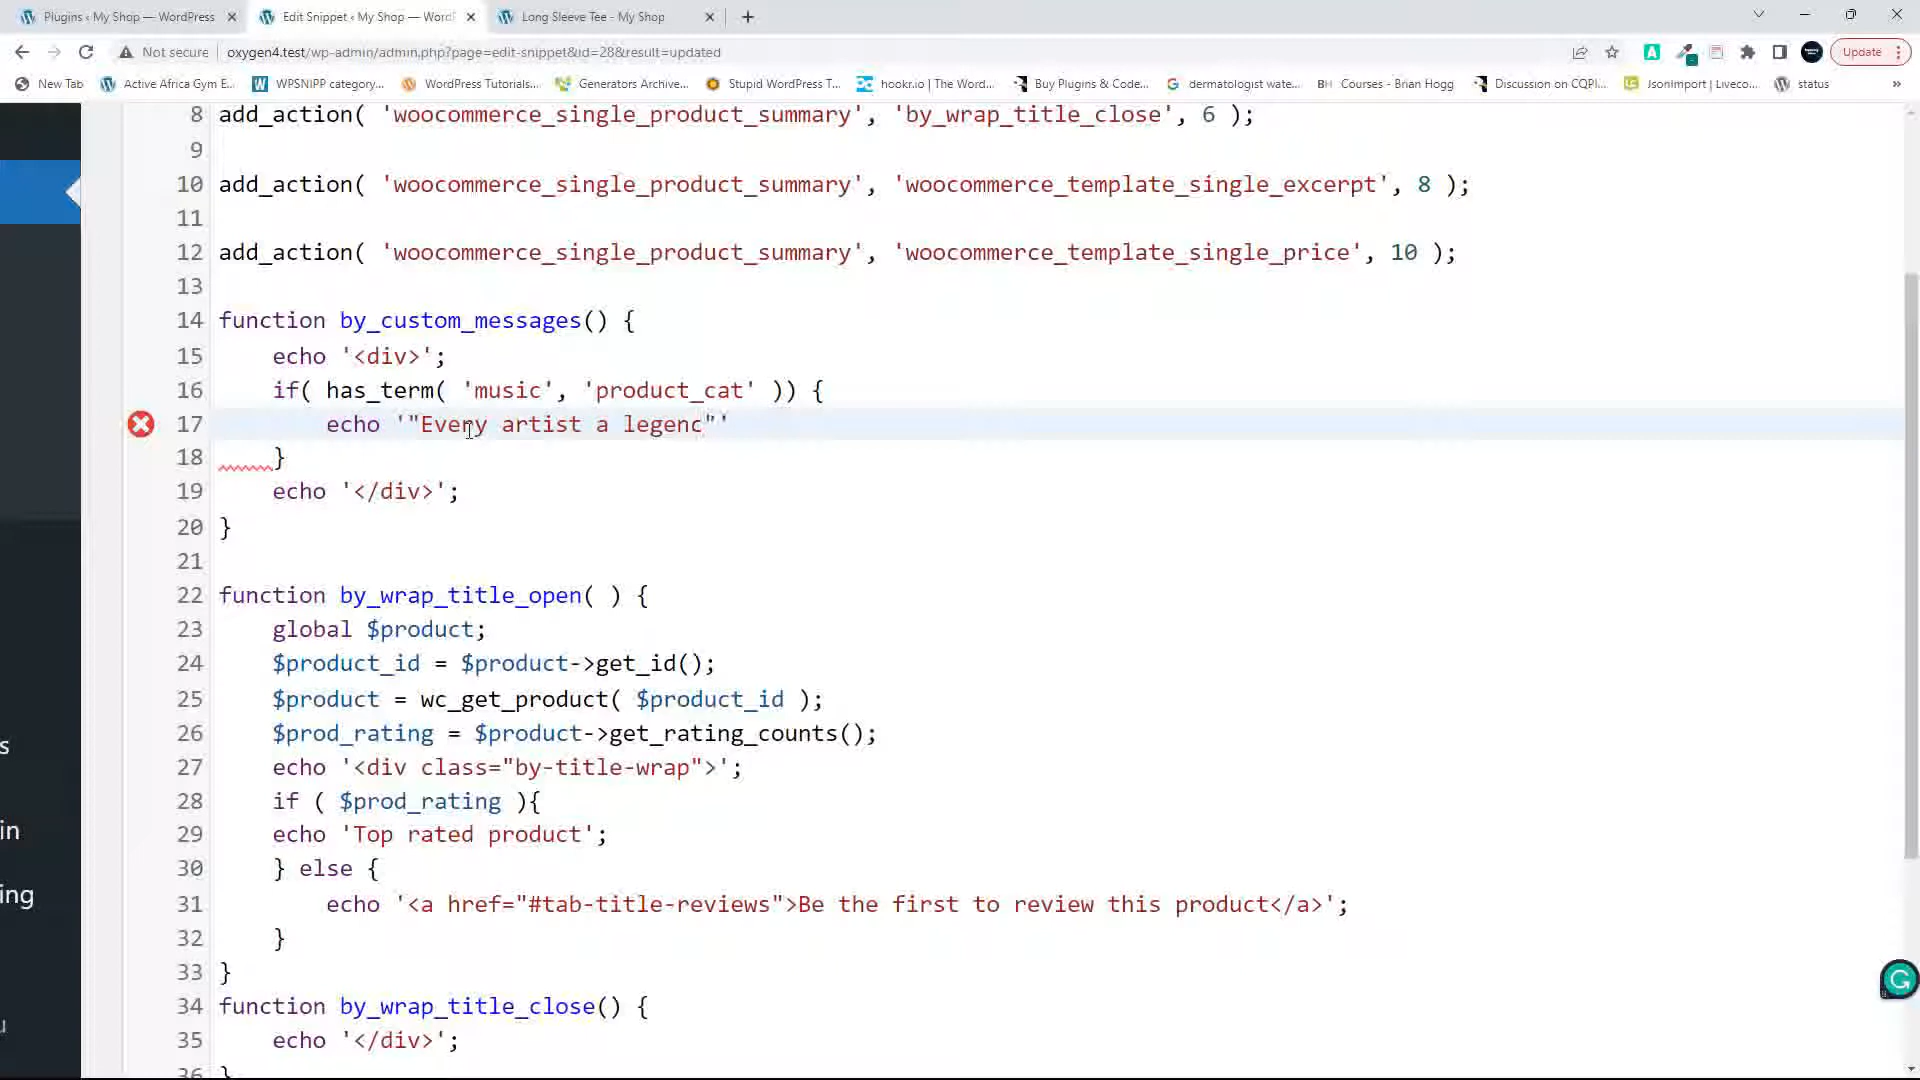 Plugins ‹ My Shop — WordPress
Edit Snippet ‹ My Shop — WordP
Long Sleeve Tee - My Shop
Not secure
oxygen4.test/wp-admin/admin.php?page=edit-snippet&id=28&result=updated
Update
New Tab
Active Africa Gym E...
WPSNIPP category...
WordPress Tutorials...
Generators Archive...
Stupid WordPress T...
hookr.io | The Word...
Buy Plugins & Code...
dermatologist wate...
BH Courses - Brian Hogg
Discussion on CQPI...
Jsonimport | Liveco...
status
»
8 add_action( 'woocommerce_single_product_summary', 'by_wrap_title_close', 6 );
9
10 add_action( 'woocommerce_single_product_summary', 'woocommerce_template_single_excerpt', 8 );
11
12 add_action( 'woocommerce_single_product_summary', 'woocommerce_template_single_price', 10 );
13
14 function by_custom_messages() {
15 echo '<div>';
16 if( has_term( 'music', 'product_cat' )) {
17 echo '"Every artist a legenc"'
18 }
19 echo '</div>';
20 }
21
22 function by_wrap_title_open( ) {
23 global $product;
24 $product_id = $product->get_id();
25 $product = wc_get_product( $product_id );
26 $prod_rating = $product->get_rating_counts();
27 echo '<div class="by-title-wrap">';
28 if ( $prod_rating ){
29 echo 'Top rated product';
30 } else {
31 echo '<a href="#tab-title-reviews">Be the first to review this product</a>';
32 }
33 }
34 function by_wrap_title_close() {
35 echo '</div>';
36 }
s
in
ing